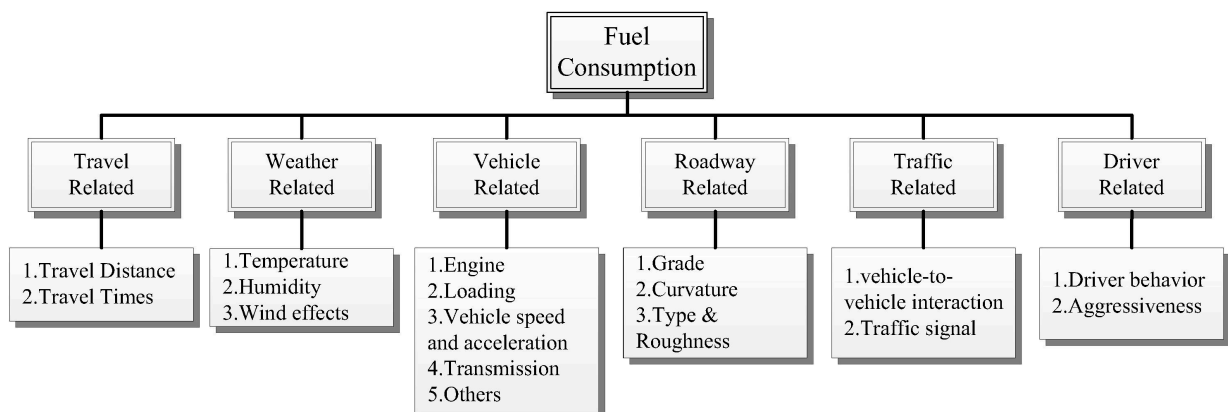 Fuel
Consumption
Travel
Related
Weather
Related
Vehicle
Related
Roadway
Related
Traffic
Related
Driver
Related
1.Travel Distance
2.Travel Times
1.Temperature
2.Humidity
3.Wind effects
1.Engine
2.Loading
3.Vehicle speed
and acceleration
4.Transmission
5.Others
1.Grade
2.Curvature
3.Type &
Roughness
1.vehicle-to-
vehicle interaction
2.Traffic signal
1.Driver behavior
2.Aggressiveness